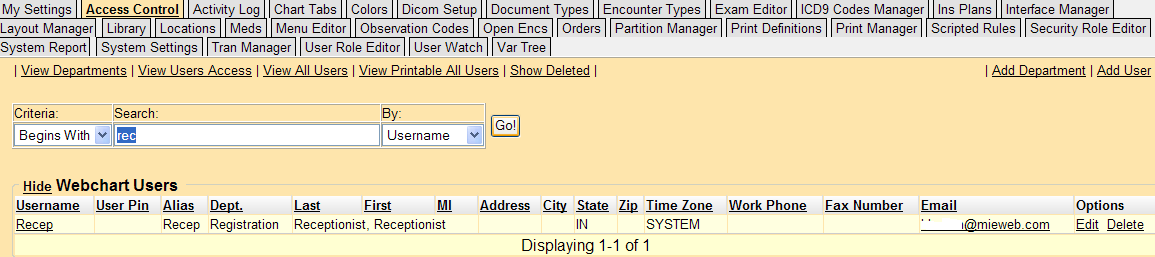 My Settings Access Control Activity Log Chart Tabs Colors Dicom Setup Document Types Encounter Types Exam Editor ICD9 Codes Manager Ins Plans Interface Manager
Layout Manager Library Locations Meds Menu Editor Observation Codes Open Encs Orders Partition Manager Print Definitions Print Manager Scripted Rules Security Role Editor
System Report System Settings Tran Manager User Role Editor User Watch Var Tree
| View Departments | View Users Access | View All Users | View Printable All Users | Show Deleted | | Add Department | Add User
Criteria: Search: By:
Begins With rec Username Go!
Hide Webchart Users
Username User Pin Alias Dept. Last First MI Address City State Zip Time Zone Work Phone Fax Number Email Options
Recep Recep Registration Receptionist, Receptionist IN SYSTEM @mieweb.com Edit Delete
Displaying 1-1 of 1